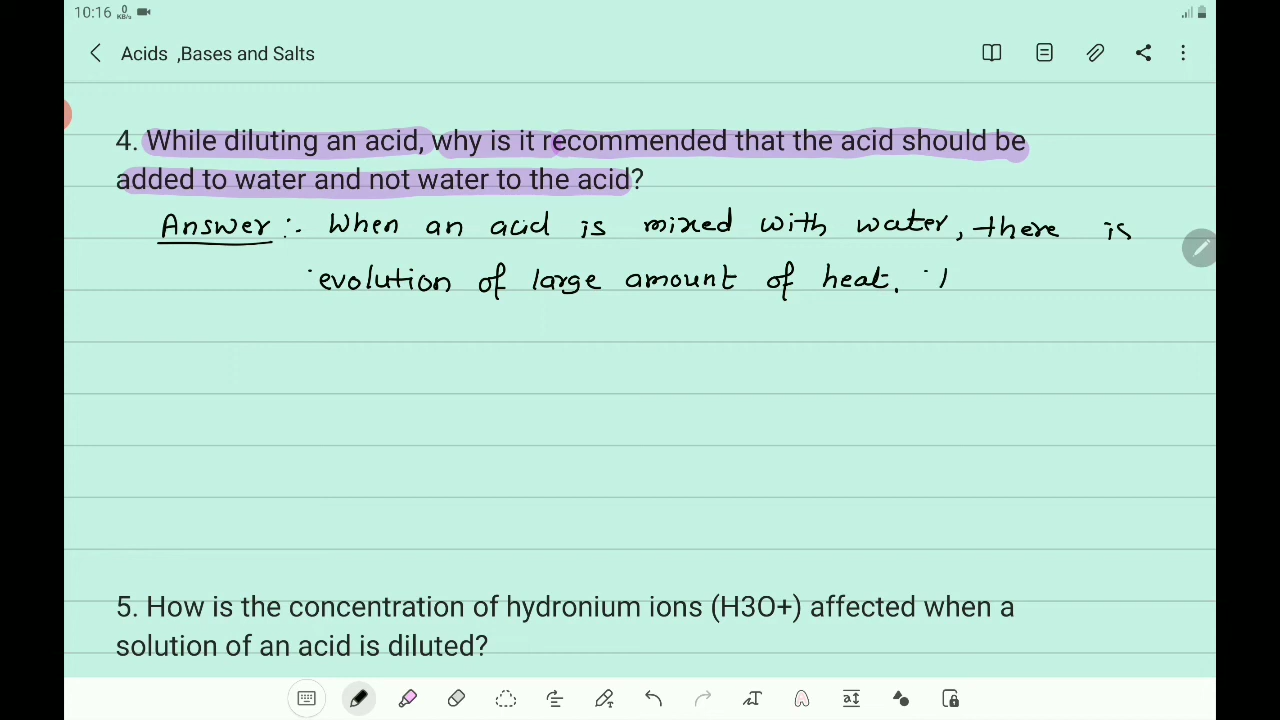 10:16 0 KB/s
Acids ,Bases and Salts
4. While diluting an acid, why is it recommended that the acid should be
added to water and not water to the acid?
Answer :- When an acid is mixed with water, there is
evolution of large amount of heat.
5. How is the concentration of hydronium ions (H3O+) affected when a
solution of an acid is diluted?